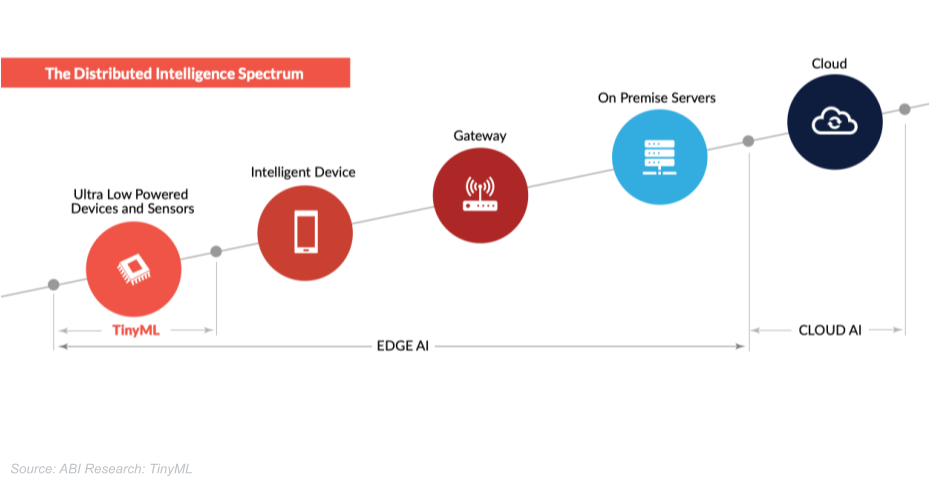 The Distributed Intelligence Spectrum
Cloud
On Premise Servers
Gateway
Intelligent Device
Ultra Low Powered
Devices and Sensors
TinyML
EDGE AI
CLOUD AI
Source: ABI Research: TinyML